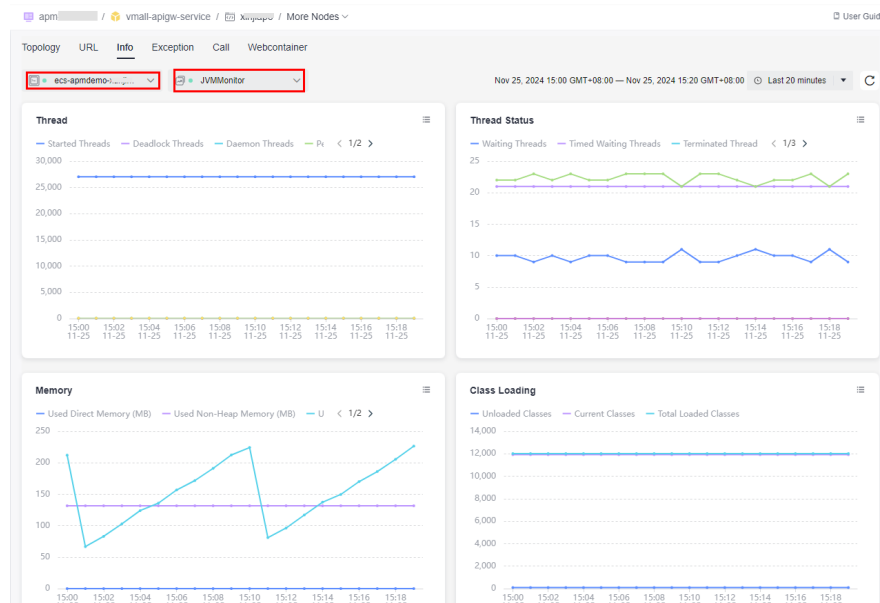 apm / vmall-apigw-service / / More Nodes
User Guid
Topology URL Info Exception Call Webcontainer
ecs-apmdemo- JVMMonitor Nov 25, 2024 15:00 GMT+08:00 — Nov 25, 2024 15:20 GMT+08:00 Last 20 minutes
Thread
Started Threads Deadlock Threads Daemon Threads Pe 1/2
30,000
25,000
20,000
15,000
10,000
5,000
0
15:00 15:02 15:04 15:06 15:08 15:10 15:12 15:14 15:16 15:18
11-25 11-25 11-25 11-25 11-25 11-25 11-25 11-25 11-25 11-25
Thread Status
Waiting Threads Timed Waiting Threads Terminated Thread 1/3
25
20
15
10
5
0
15:00 15:02 15:04 15:06 15:08 15:10 15:12 15:14 15:16 15:18
11-25 11-25 11-25 11-25 11-25 11-25 11-25 11-25 11-25 11-25
Memory
Used Direct Memory (MB) Used Non-Heap Memory (MB) U 1/2
250
200
150
100
50
0
15:00 15:02 15:04 15:06 15:08 15:10 15:12 15:14 15:16 15:18
Class Loading
Unloaded Classes Current Classes Total Loaded Classes
14,000
12,000
10,000
8,000
6,000
4,000
2,000
0
15:00 15:02 15:04 15:06 15:08 15:10 15:12 15:14 15:16 15:18